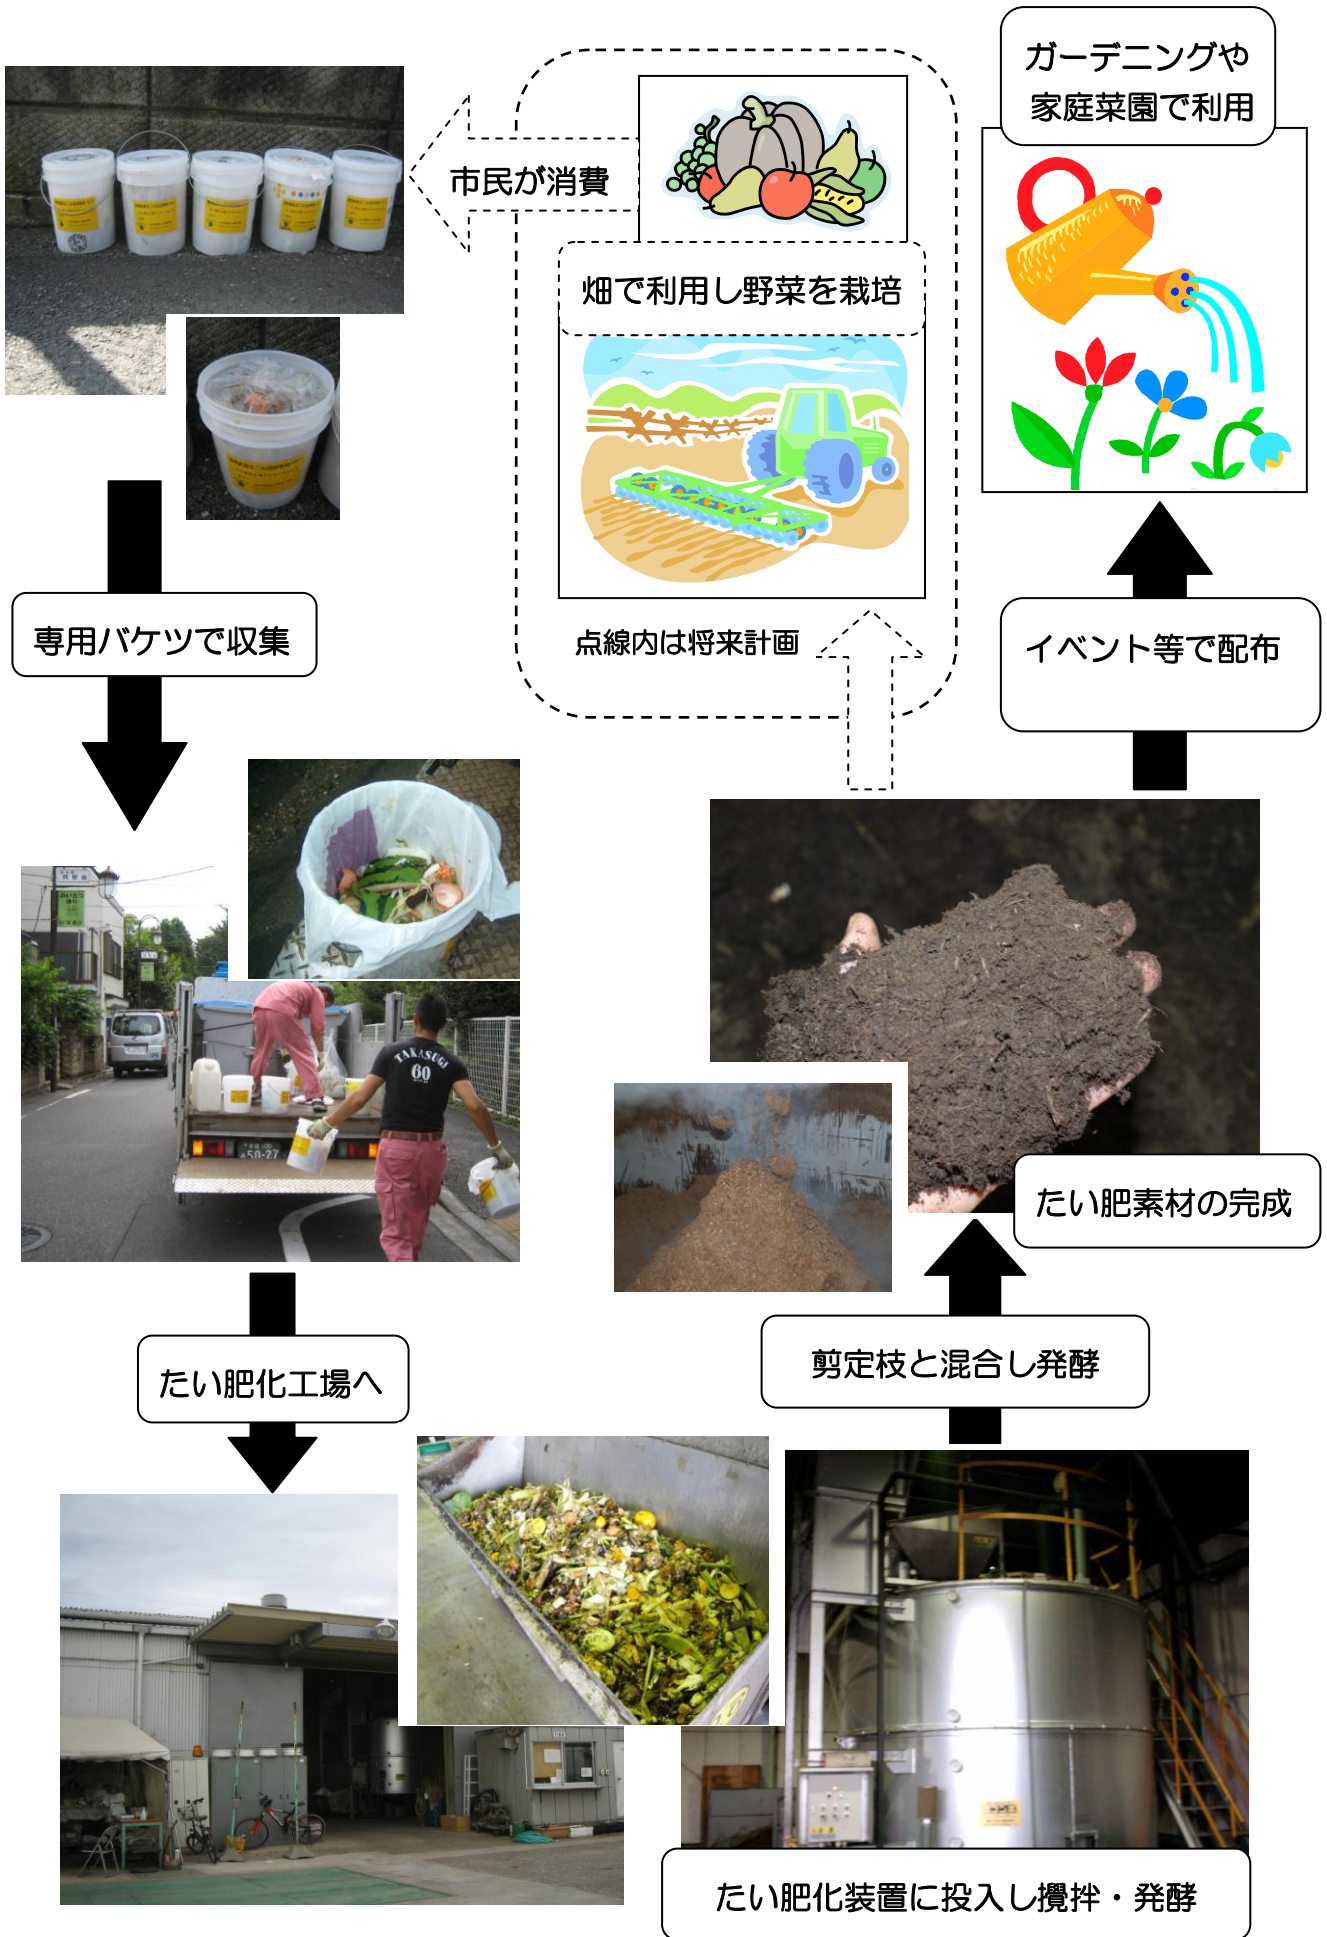 ガーデニングや
家庭菜園で利用
市民が消費
畑で利用し野菜を栽培
点線内は将来計画
専用バケツで収集
イベント等で配布
TAKASUGI
60
50-27
たい肥素材の完成
剪定枝と混合し発酵
たい肥化工場へ
たい肥化装置に投入し攪拌・発酵